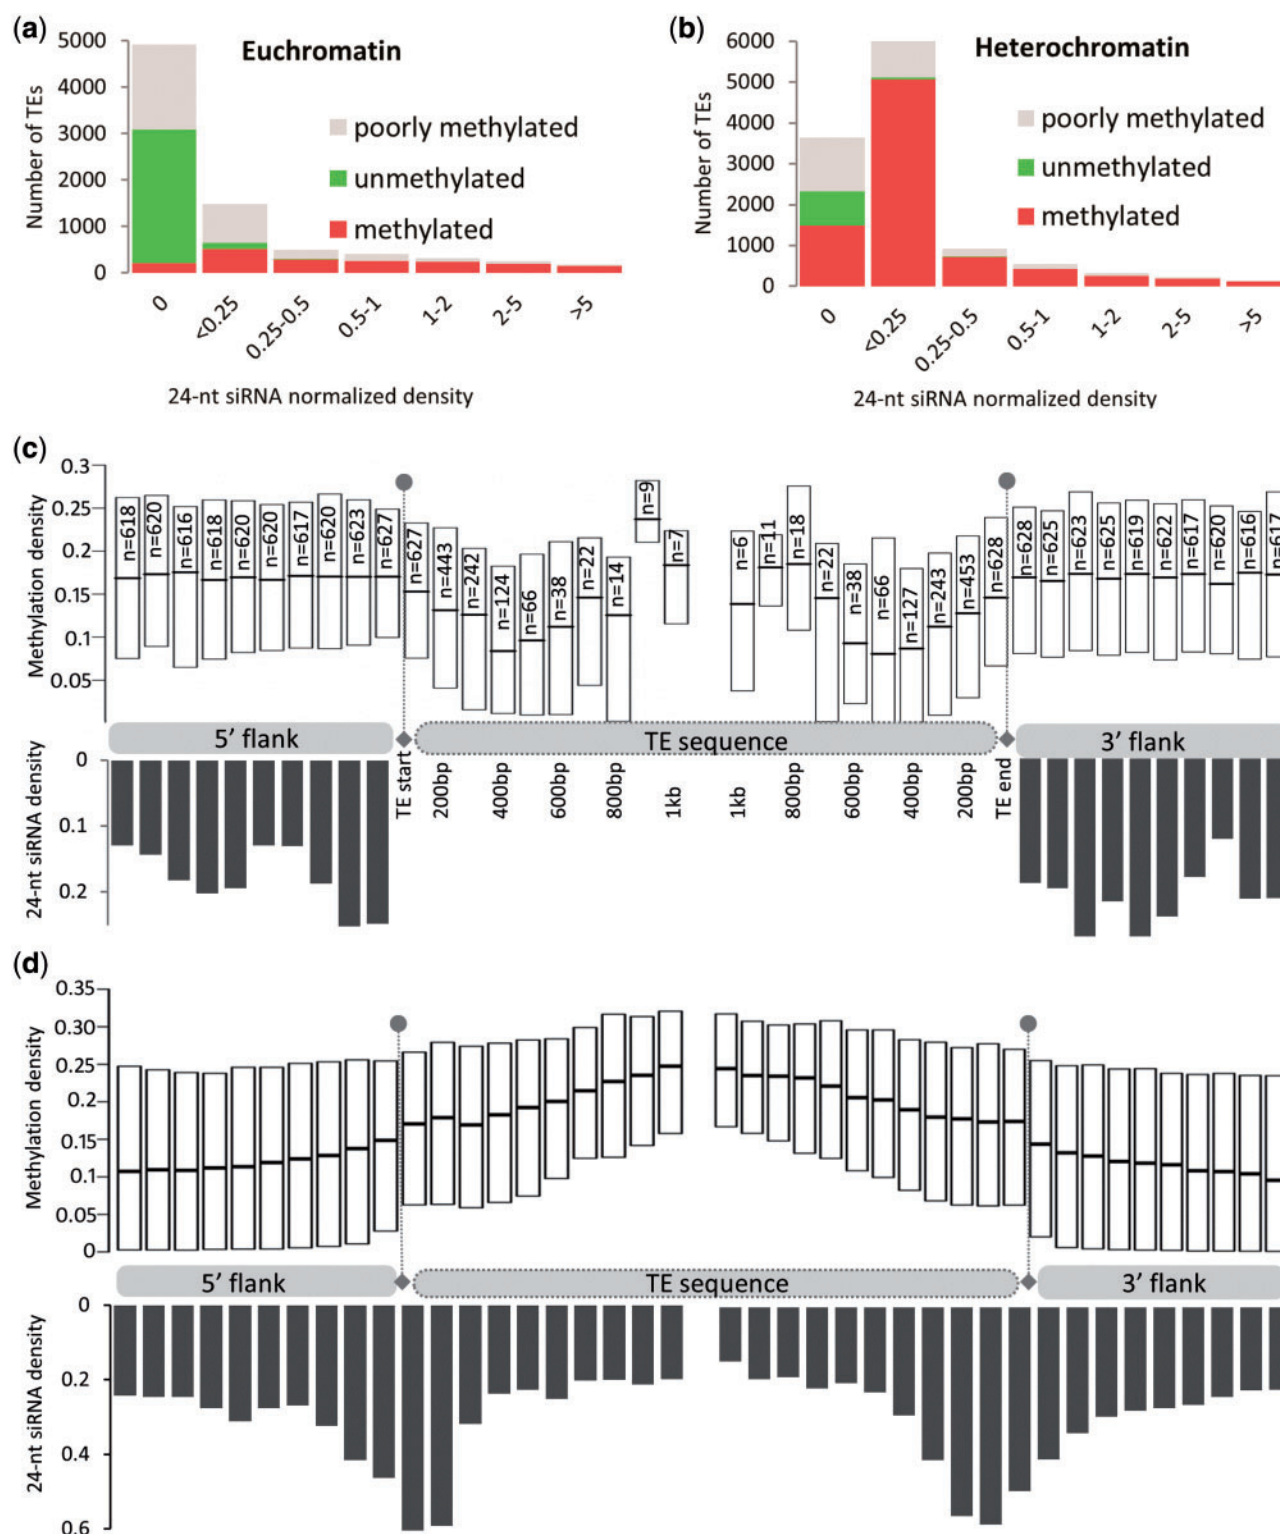 (a)
Euchromatin
Number of TEs
5000
4000
3000
2000
1000
0
poorly methylated
unmethylated
methylated
0
<0.25
0.25-0.5
0.5-1
1-2
2-5
>5
24-nt siRNA normalized density
(b)
Heterochromatin
Number of TEs
6000
5000
4000
3000
2000
1000
0
poorly methylated
unmethylated
methylated
0
<0.25
0.25-0.5
0.5-1
1-2
2-5
>5
24-nt siRNA normalized density
(c)
Methylation density
0.3
0.25
0.2
0.15
0.1
0.05
n=618
n=620
n=616
n=618
n=620
n=620
n=617
n=620
n=623
n=627
n=627
n=443
n=242
n=124
n=66
n=38
n=22
n=14
n=9
n=7
n=6
n=11
n=18
n=22
n=38
n=66
n=127
n=243
n=453
n=628
n=628
n=625
n=623
n=625
n=619
n=622
n=617
n=620
n=616
n=617
5' flank
TE sequence
3' flank
24-nt siRNA density
0
0.1
0.2
TE start
200bp
400bp
600bp
800bp
1kb
1kb
800bp
600bp
400bp
200bp
TE end
(d)
Methylation density
0.35
0.30
0.25
0.2
0.15
0.1
0.05
0
5' flank
TE sequence
3' flank
24-nt siRNA density
0
0.2
0.4
0.6